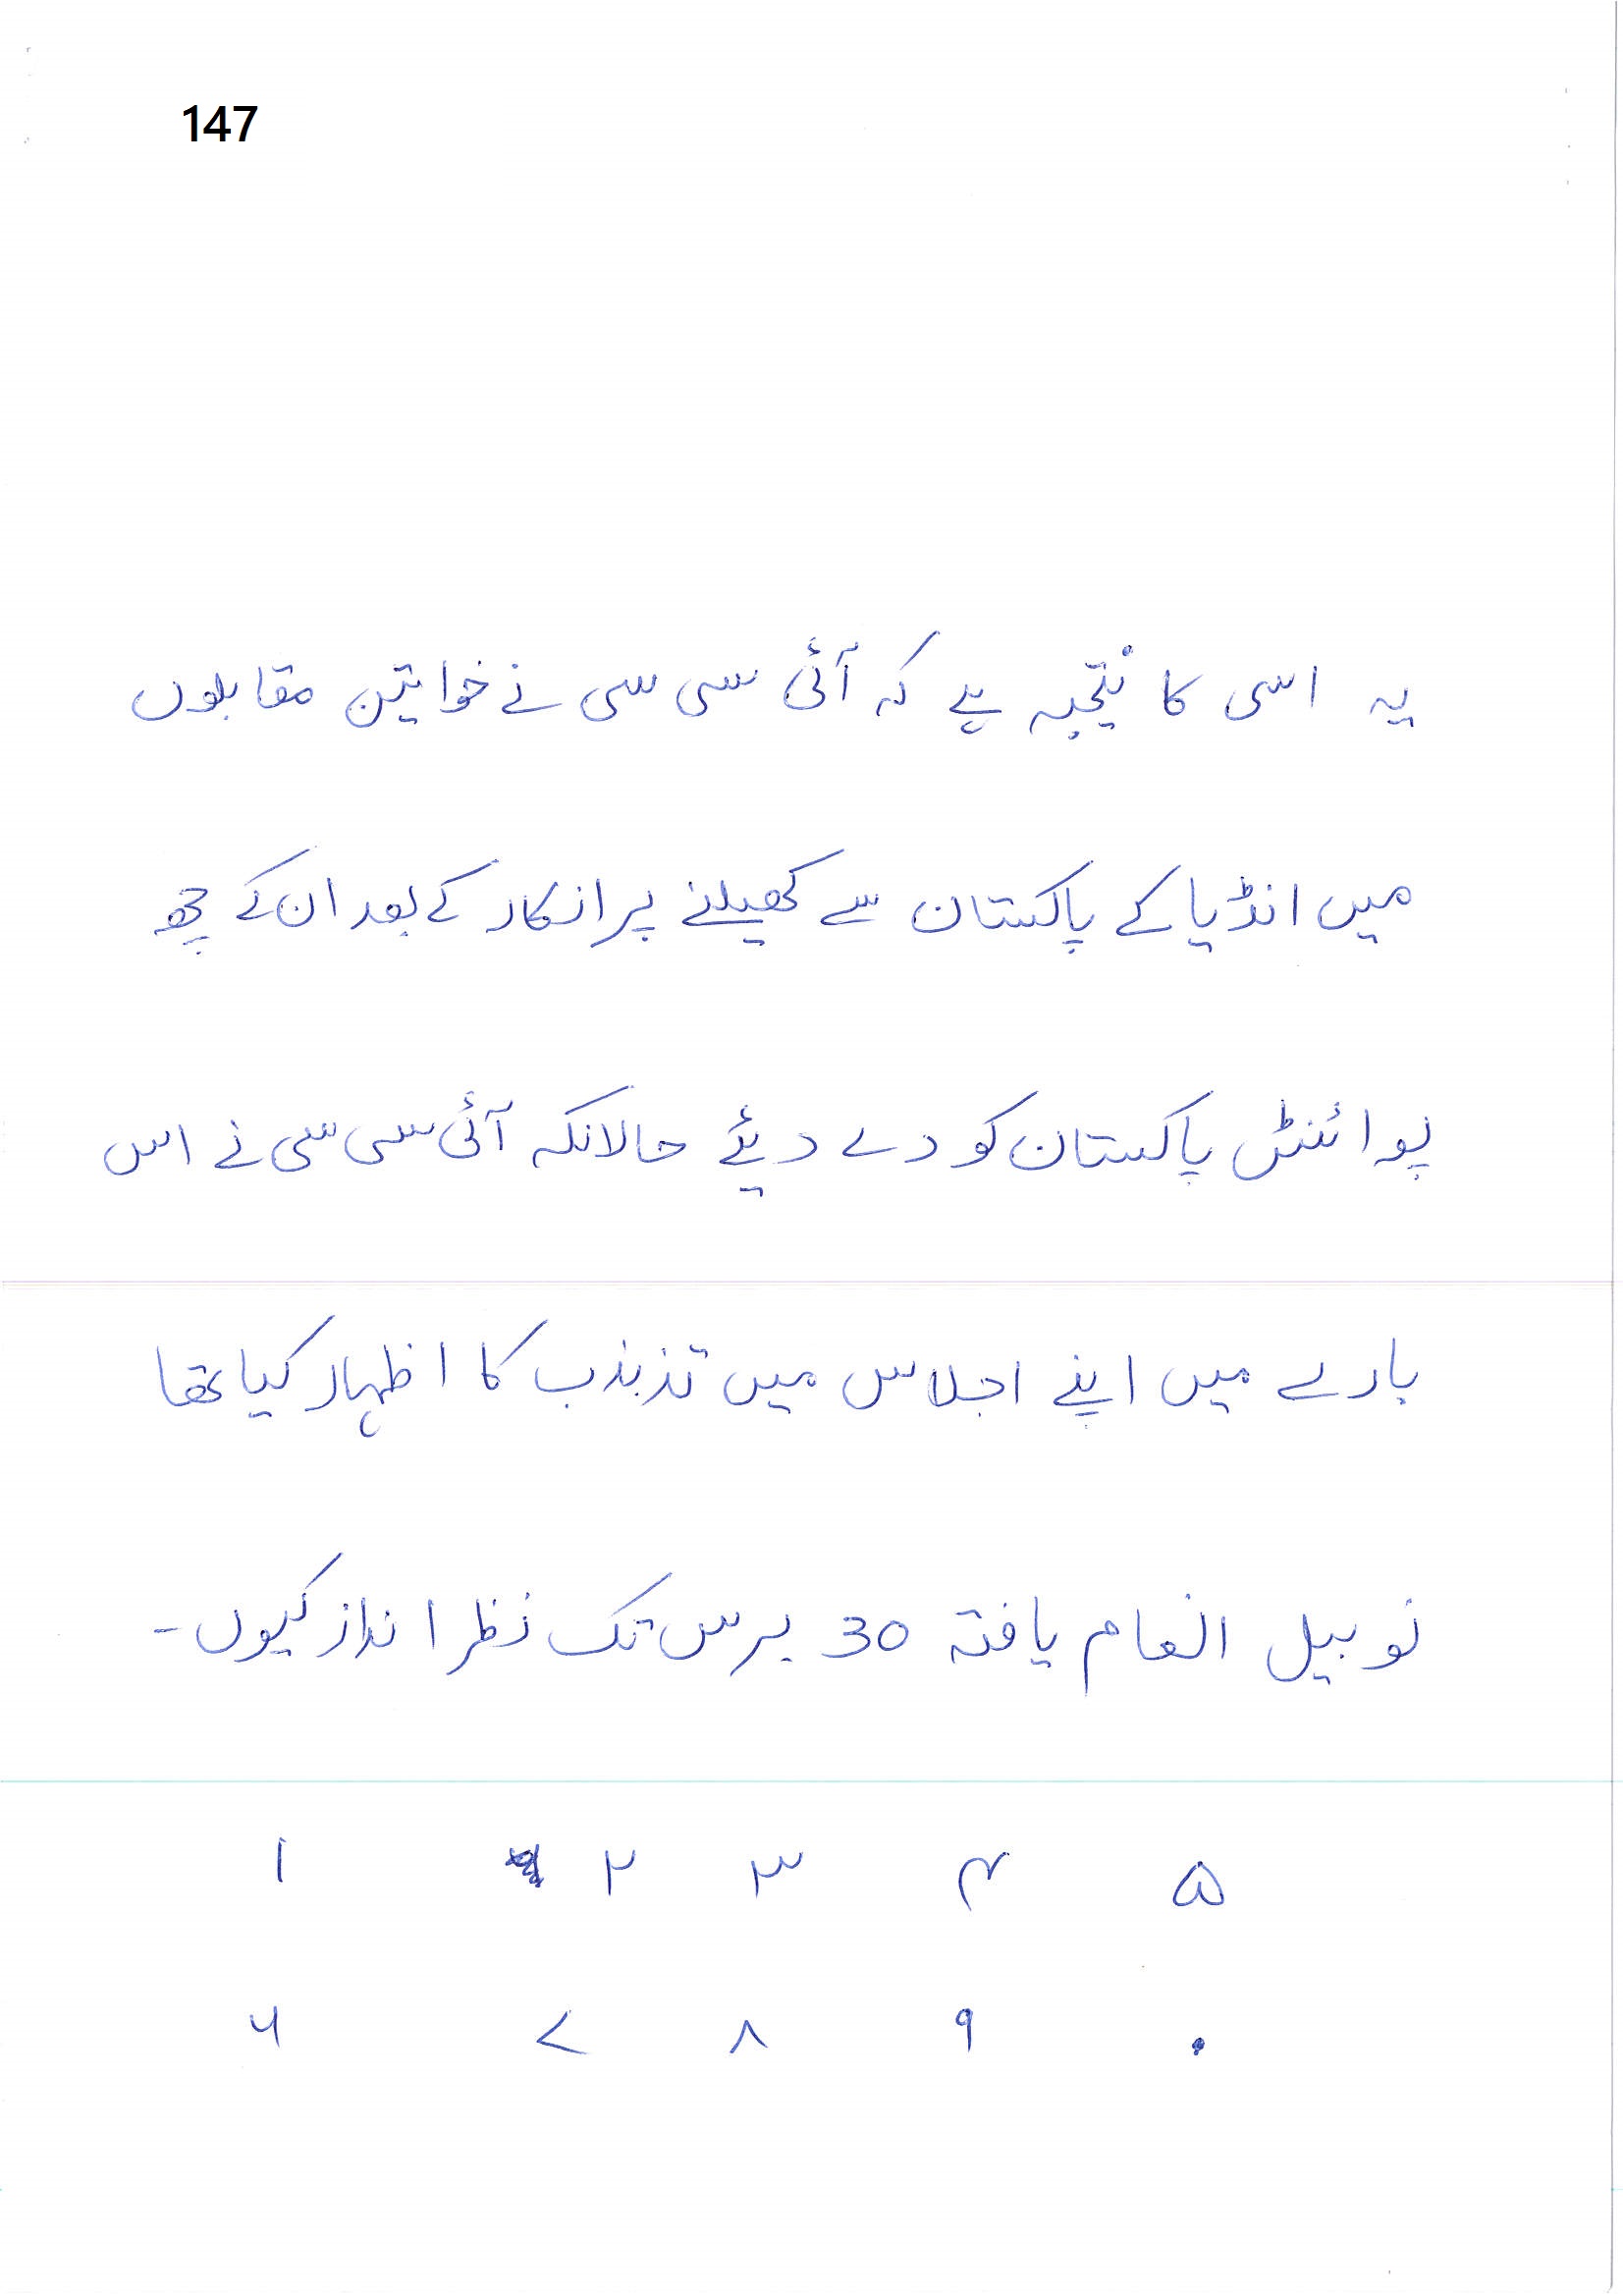 147
یہ اسی کا نتیجہ ہے کہ آئی سی سی نے خواتین مقابلوں
میں انڈیا کے پاکستان سے کھیلنے پر انکار کے بعد ان کے چھ
پوائنٹس پاکستان کو دے دیئے حالانکہ آئی سی سی نے اس
بارے میں اپنے اجلاس میں تذبذب کا اظہار کیا تھا
نوبیل انعام یافتہ 30 برس تک نظر انداز کیوں۔
۱ ۲ ۳ ۴ ۵
۶ ۷ ۸ ۹ ۰